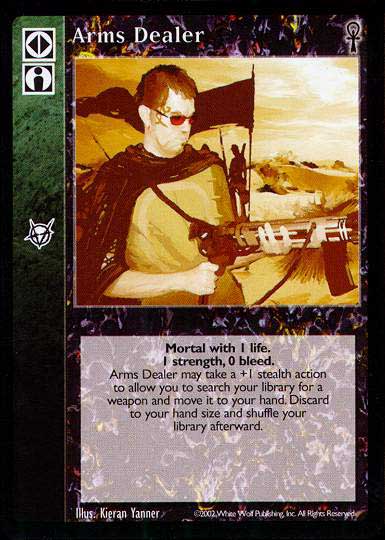 Arms Dealer
Mortal with 1 life.
1 strength, 0 bleed.
Arms Dealer may take a +1 stealth action
to allow you to search your library for a
weapon and move it to your hand. Discard
to your hand size and shuffle your
library afterward.
Illus. Kieran Yanner
©2002 White Wolf Publishing, Inc. All Rights Reserved.